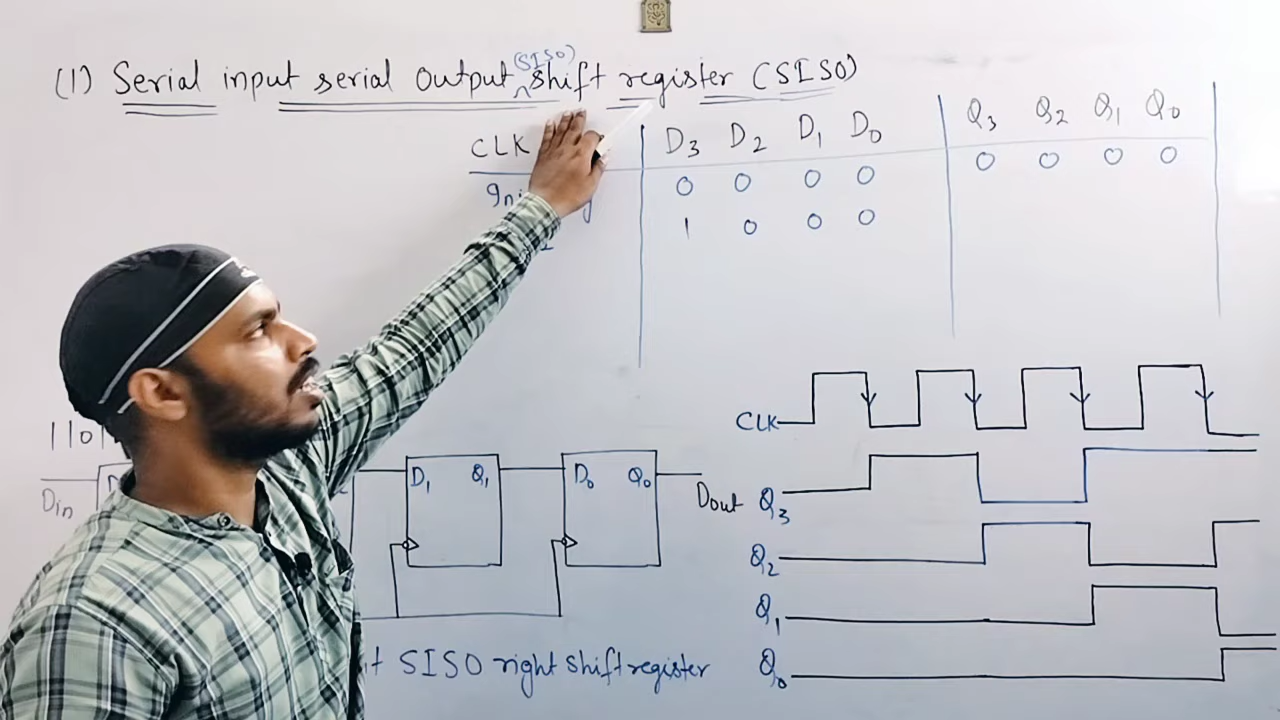 (SISO)
(1) Serial input serial output shift register (SISO)
CLK D3 D2 D1 D0 Q3 Q2 Q1 Q0
0 0 0 0 0 0 0 0
1 0 0 0
CLK
D1 Q1 D0 Q0
Din Dout Q3
Q2
Q1
SISO right shift register Q0